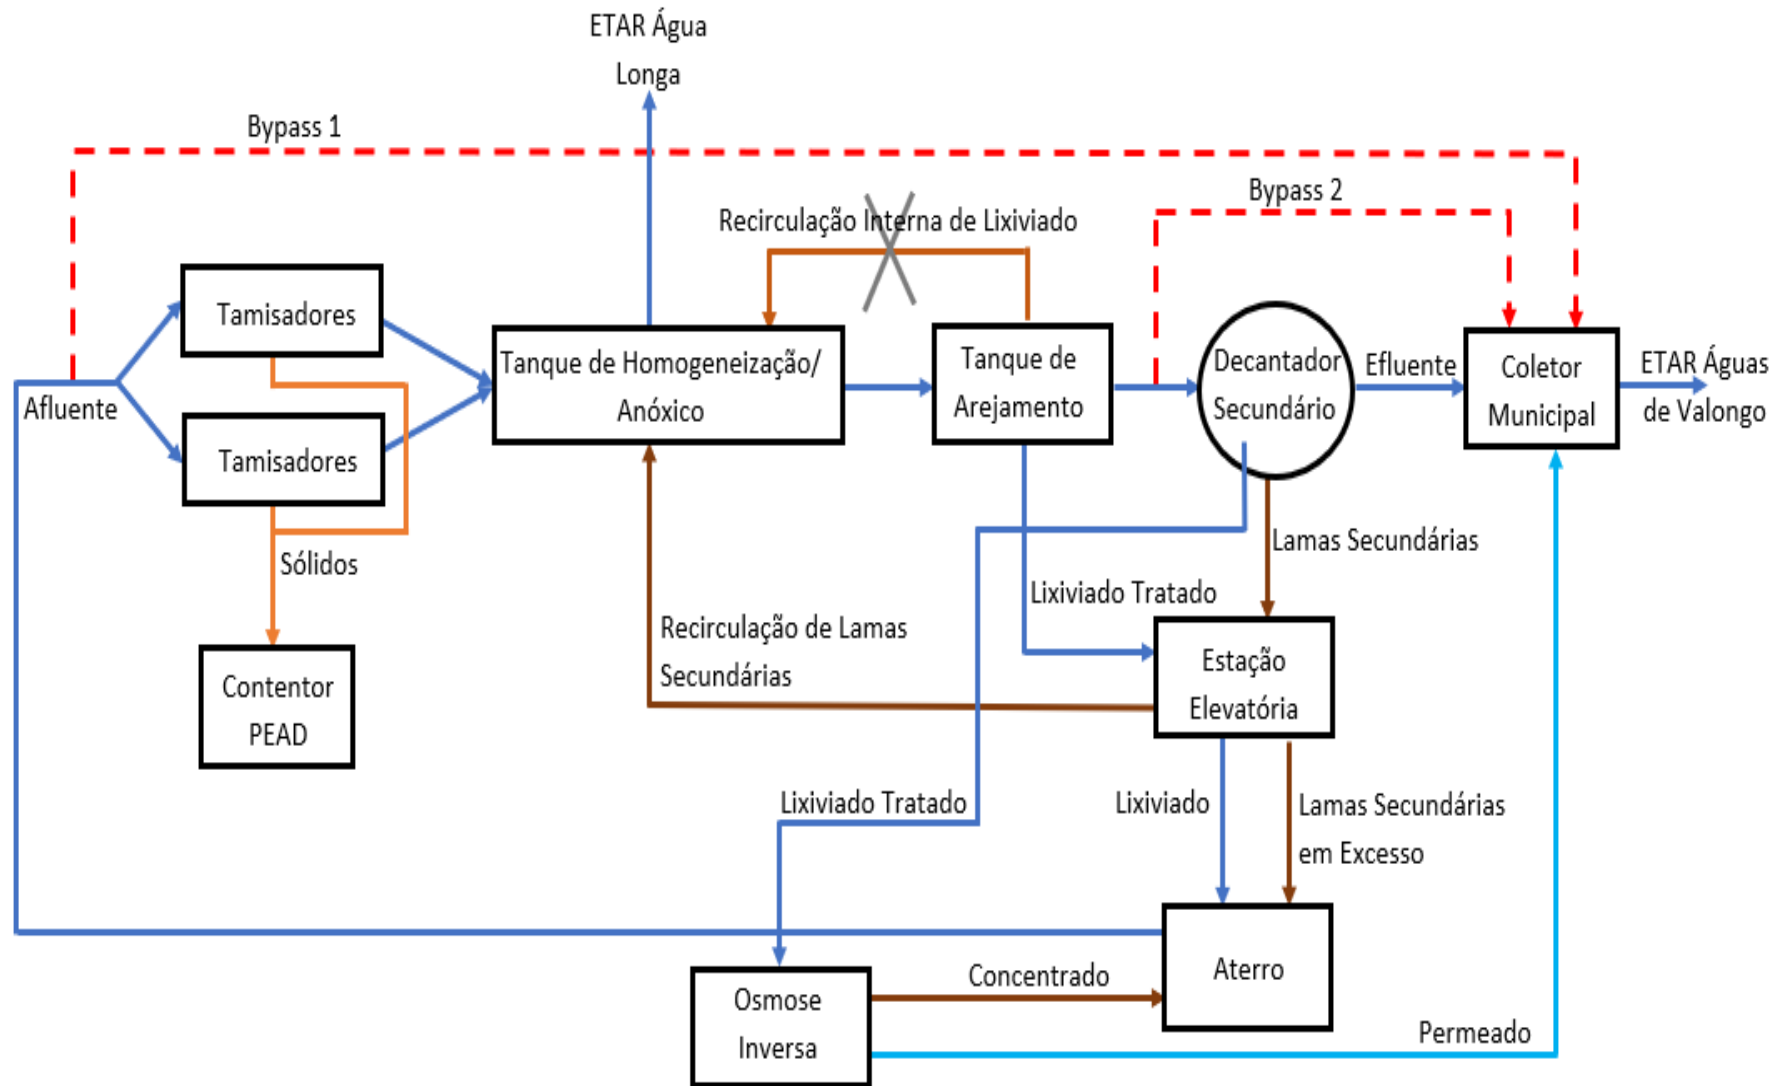 ETAR Água
Longa
Bypass 1
Bypass 2
Recirculação Interna de Lixiviado
Tamisadores
Tanque de Homogeneização/
Anóxico
Tanque de
Arejamento
Decantador
Secundário
Efluente
Coletor
Municipal
ETAR Águas
de Valongo
Afluente
Tamisadores
Sólidos
Lamas Secundárias
Lixiviado Tratado
Recirculação de Lamas
Secundárias
Estação
Elevatória
Contentor
PEAD
Lixiviado Tratado
Lixiviado
Lamas Secundárias
em Excesso
Aterro
Concentrado
Osmose
Inversa
Permeado